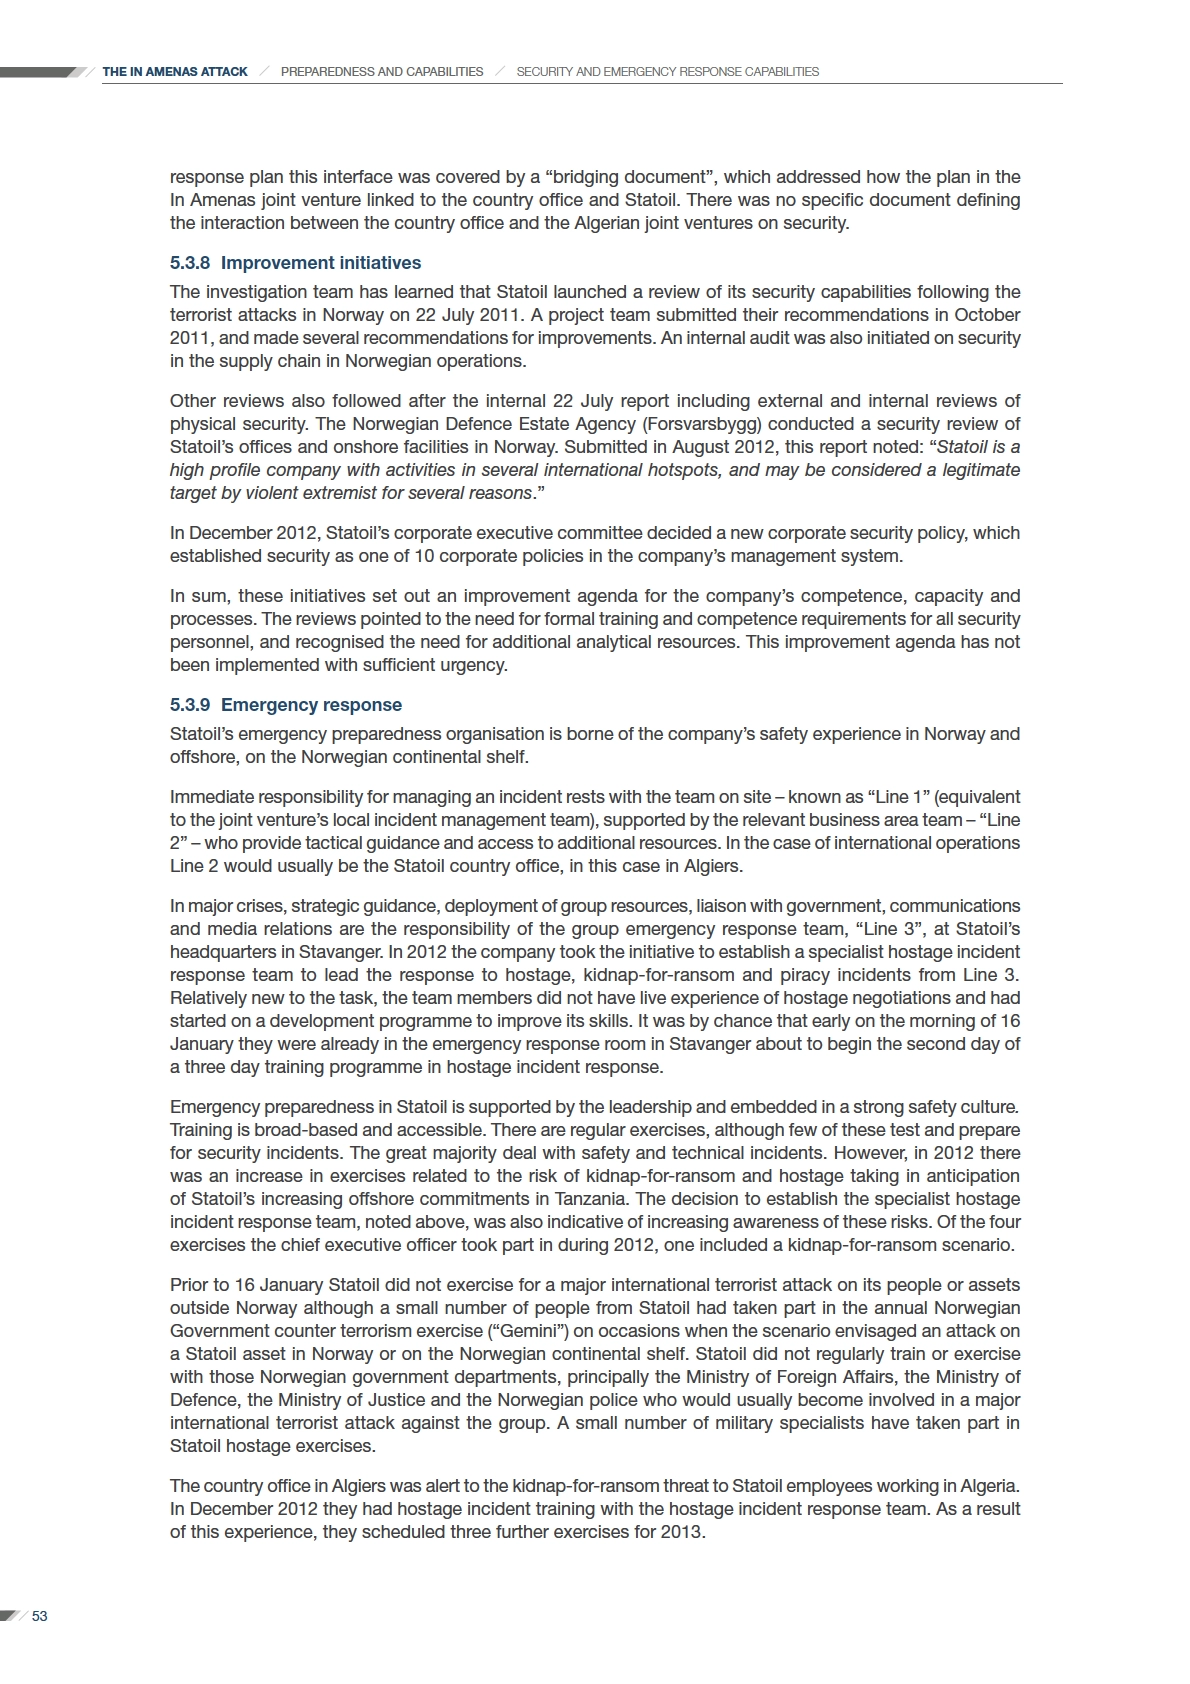 THE IN AMENAS ATTACK / PREPAREDNESS AND CAPABILITIES / SECURITY AND EMERGENCY RESPONSE CAPABILITIES
response plan this interface was covered by a “bridging document”, which addressed how the plan in the
In Amenas joint venture linked to the country office and Statoil. There was no specific document defining
the interaction between the country office and the Algerian joint ventures on security.
5.3.8 Improvement initiatives
The investigation team has learned that Statoil launched a review of its security capabilities following the
terrorist attacks in Norway on 22 July 2011. A project team submitted their recommendations in October
2011, and made several recommendations for improvements. An internal audit was also initiated on security
in the supply chain in Norwegian operations.
Other reviews also followed after the internal 22 July report including external and internal reviews of
physical security. The Norwegian Defence Estate Agency (Forsvarsbygg) conducted a security review of
Statoil’s offices and onshore facilities in Norway. Submitted in August 2012, this report noted: “Statoil is a
high profile company with activities in several international hotspots, and may be considered a legitimate
target by violent extremist for several reasons.”
In December 2012, Statoil’s corporate executive committee decided a new corporate security policy, which
established security as one of 10 corporate policies in the company’s management system.
In sum, these initiatives set out an improvement agenda for the company’s competence, capacity and
processes. The reviews pointed to the need for formal training and competence requirements for all security
personnel, and recognised the need for additional analytical resources. This improvement agenda has not
been implemented with sufficient urgency.
5.3.9 Emergency response
Statoil’s emergency preparedness organisation is borne of the company’s safety experience in Norway and
offshore, on the Norwegian continental shelf.
Immediate responsibility for managing an incident rests with the team on site – known as “Line 1” (equivalent
to the joint venture’s local incident management team), supported by the relevant business area team – “Line
2” – who provide tactical guidance and access to additional resources. In the case of international operations
Line 2 would usually be the Statoil country office, in this case in Algiers.
In major crises, strategic guidance, deployment of group resources, liaison with government, communications
and media relations are the responsibility of the group emergency response team, “Line 3”, at Statoil’s
headquarters in Stavanger. In 2012 the company took the initiative to establish a specialist hostage incident
response team to lead the response to hostage, kidnap-for-ransom and piracy incidents from Line 3.
Relatively new to the task, the team members did not have live experience of hostage negotiations and had
started on a development programme to improve its skills. It was by chance that early on the morning of 16
January they were already in the emergency response room in Stavanger about to begin the second day of
a three day training programme in hostage incident response.
Emergency preparedness in Statoil is supported by the leadership and embedded in a strong safety culture.
Training is broad-based and accessible. There are regular exercises, although few of these test and prepare
for security incidents. The great majority deal with safety and technical incidents. However, in 2012 there
was an increase in exercises related to the risk of kidnap-for-ransom and hostage taking in anticipation
of Statoil’s increasing offshore commitments in Tanzania. The decision to establish the specialist hostage
incident response team, noted above, was also indicative of increasing awareness of these risks. Of the four
exercises the chief executive officer took part in during 2012, one included a kidnap-for-ransom scenario.
Prior to 16 January Statoil did not exercise for a major international terrorist attack on its people or assets
outside Norway although a small number of people from Statoil had taken part in the annual Norwegian
Government counter terrorism exercise (“Gemini”) on occasions when the scenario envisaged an attack on
a Statoil asset in Norway or on the Norwegian continental shelf. Statoil did not regularly train or exercise
with those Norwegian government departments, principally the Ministry of Foreign Affairs, the Ministry of
Defence, the Ministry of Justice and the Norwegian police who would usually become involved in a major
international terrorist attack against the group. A small number of military specialists have taken part in
Statoil hostage exercises.
The country office in Algiers was alert to the kidnap-for-ransom threat to Statoil employees working in Algeria.
In December 2012 they had hostage incident training with the hostage incident response team. As a result
of this experience, they scheduled three further exercises for 2013.
53